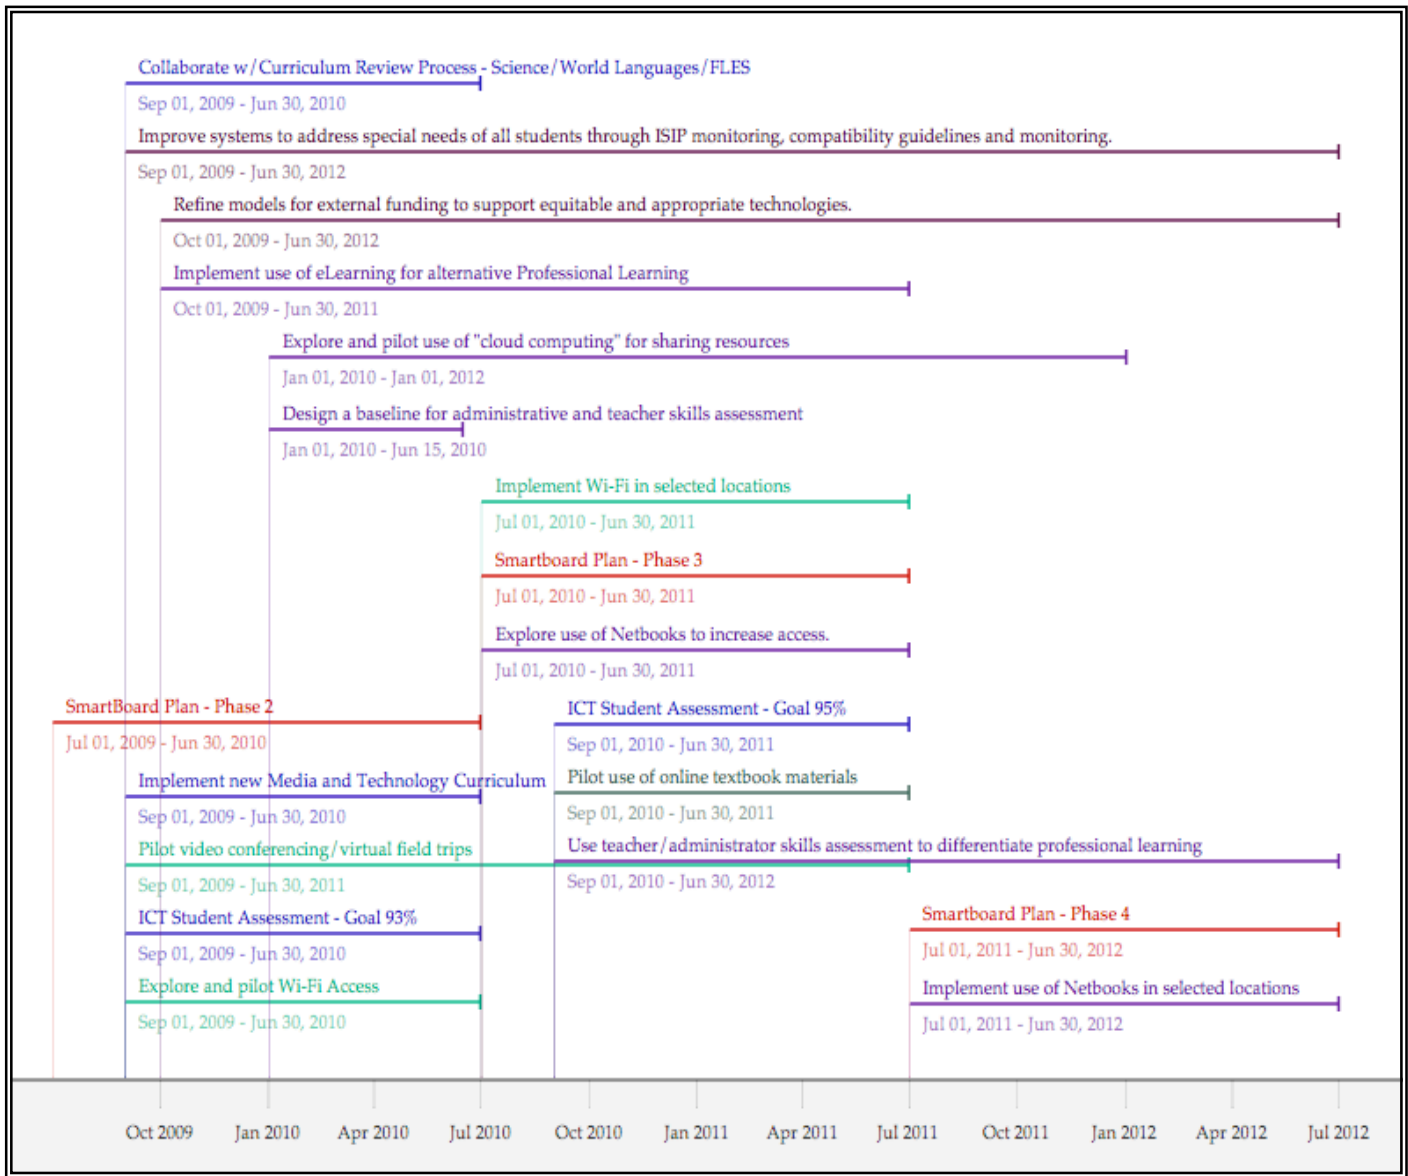 Collaborate w/Curriculum Review Process - Science/World Languages/FLES
Sep 01, 2009 - Jun 30, 2010
Improve systems to address special needs of all students through ISIP monitoring, compatibility guidelines and monitoring.
Sep 01, 2009 - Jun 30, 2012
Refine models for external funding to support equitable and appropriate technologies.
Oct 01, 2009 - Jun 30, 2012
Implement use of eLearning for alternative Professional Learning
Oct 01, 2009 - Jun 30, 2011
Explore and pilot use of "cloud computing" for sharing resources
Jan 01, 2010 - Jan 01, 2012
Design a baseline for administrative and teacher skills assessment
Jan 01, 2010 - Jun 15, 2010
Implement Wi-Fi in selected locations
Jul 01, 2010 - Jun 30, 2011
Smartboard Plan - Phase 3
Jul 01, 2010 - Jun 30, 2011
Explore use of Netbooks to increase access.
Jul 01, 2010 - Jun 30, 2011
SmartBoard Plan - Phase 2
Jul 01, 2009 - Jun 30, 2010
ICT Student Assessment - Goal 95%
Sep 01, 2010 - Jun 30, 2011
Implement new Media and Technology Curriculum
Sep 01, 2009 - Jun 30, 2010
Pilot use of online textbook materials
Sep 01, 2010 - Jun 30, 2011
Pilot video conferencing/virtual field trips
Sep 01, 2009 - Jun 30, 2011
Use teacher/administrator skills assessment to differentiate professional learning
Sep 01, 2010 - Jun 30, 2012
ICT Student Assessment - Goal 93%
Sep 01, 2009 - Jun 30, 2010
Smartboard Plan - Phase 4
Jul 01, 2011 - Jun 30, 2012
Explore and pilot Wi-Fi Access
Sep 01, 2009 - Jun 30, 2010
Implement use of Netbooks in selected locations
Jul 01, 2011 - Jun 30, 2012
Oct 2009 Jan 2010 Apr 2010 Jul 2010 Oct 2010 Jan 2011 Apr 2011 Jul 2011 Oct 2011 Jan 2012 Apr 2012 Jul 2012